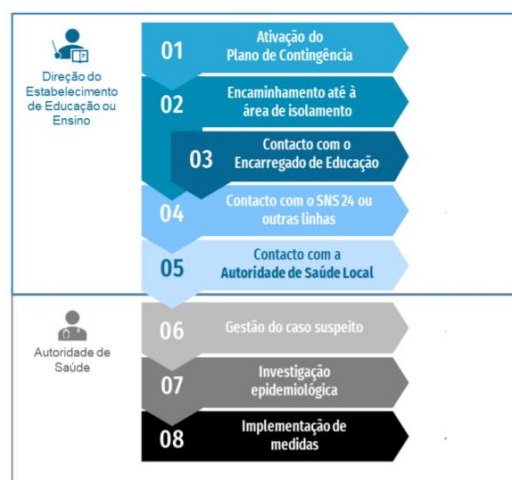 Direção do
Estabelecimento
de Educação ou
Ensino
01
Ativação do
Plano de Contingência
02
Encaminhamento até à
área de isolamento
03
Contacto com o
Encarregado de Educação
04
Contacto com o SNS 24 ou
outras linhas
05
Contacto com a
Autoridade de Saúde Local
Autoridade de
Saúde
06
Gestão do caso suspeito
07
Investigação
epidemiológica
08
Implementação de
medidas